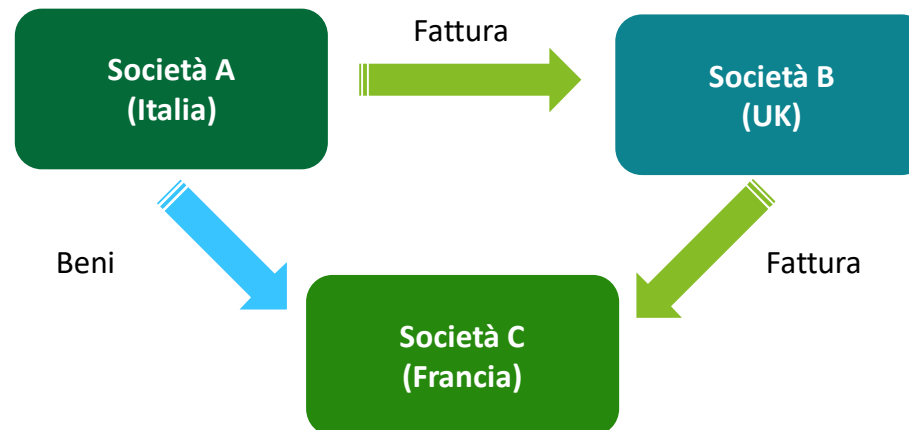 Fattura
Società A
(Italia)
Società B
(UK)
Beni
Fattura
Società C
(Francia)